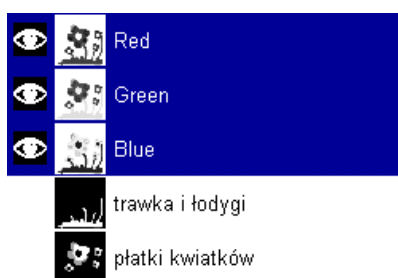 Red
Green
Blue
trawka i łodygi
płatki kwiatków